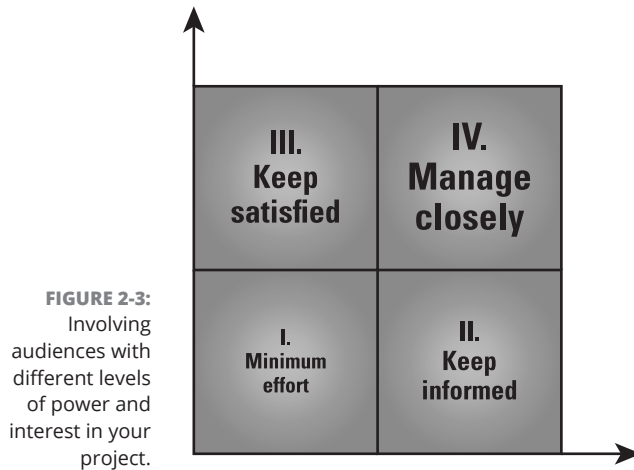 III.
Keep
satisfied
IV.
Manage
closely
I.
Minimum
effort
II.
Keep
informed
FIGURE 2-3:
Involving
audiences with
different levels
of power and
interest in your
project.